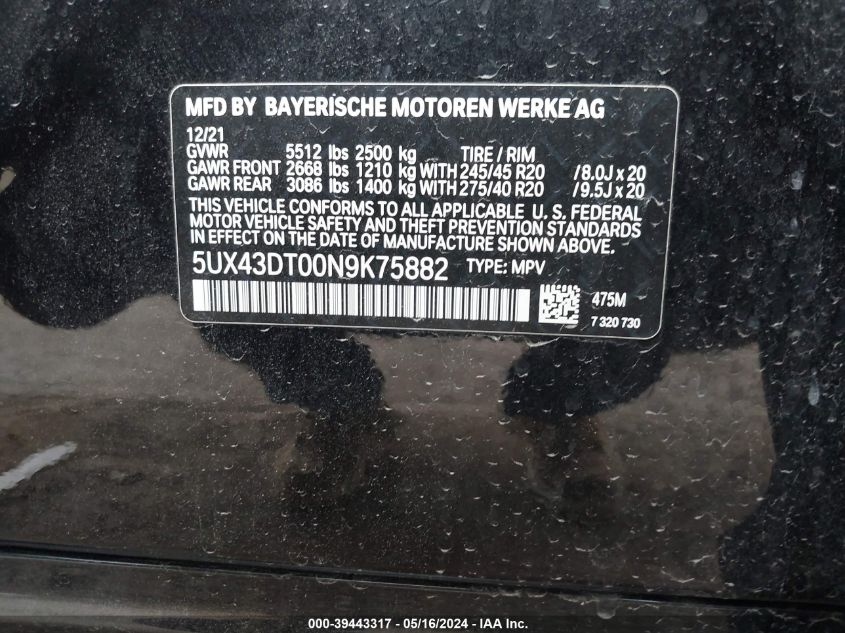 MFD BY BAYERISCHE MOTOREN WERKE AG
12/21
GVWR 5512 lbs 2500 kg TIRE / RIM
GAWR FRONT 2668 lbs 1210 kg WITH 245/45 R20 /8.0J x 20
GAWR REAR 3086 lbs 1400 kg WITH 275/40 R20 /9.5J x 20
THIS VEHICLE CONFORMS TO ALL APPLICABLE U. S. FEDERAL
MOTOR VEHICLE SAFETY AND THEFT PREVENTION STANDARDS
IN EFFECT ON THE DATE OF MANUFACTURE SHOWN ABOVE.
5UX43DT00N9K75882 TYPE: MPV
475M
7 320 730
000-39443317 - 05/16/2024 - IAA Inc.